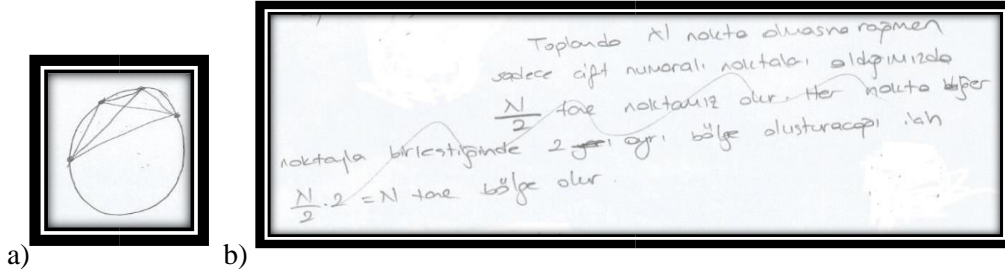 Toplamda N nokta olmasına rağmen
sadece çift numaralı noktaları aldığımızda
N/2 tane noktamız olur. Her nokta diğer
noktayla birleştiğinde 2 ayrı bölge oluşturacağı için
N/2 . 2 = N tane bölge olur.
a) b)